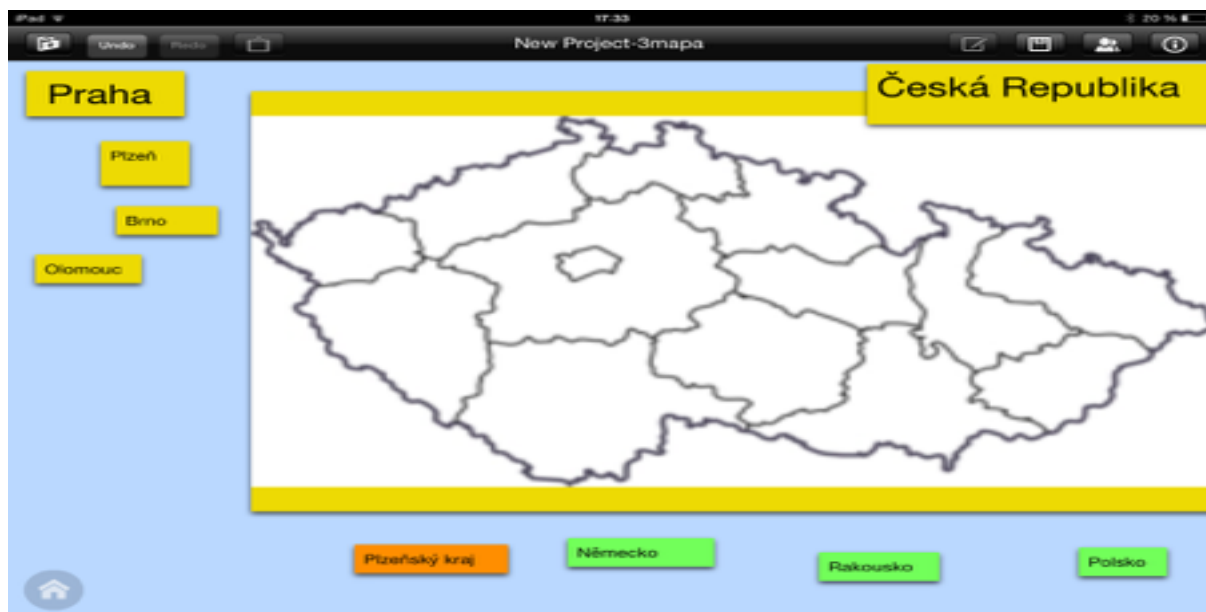 iPad 17:33 20 %
Undo Redo New Project-3mapa
Praha
Česká Republika
Plzeň
Brno
Olomouc
Plzeňský kraj
Německo
Rakousko
Polsko